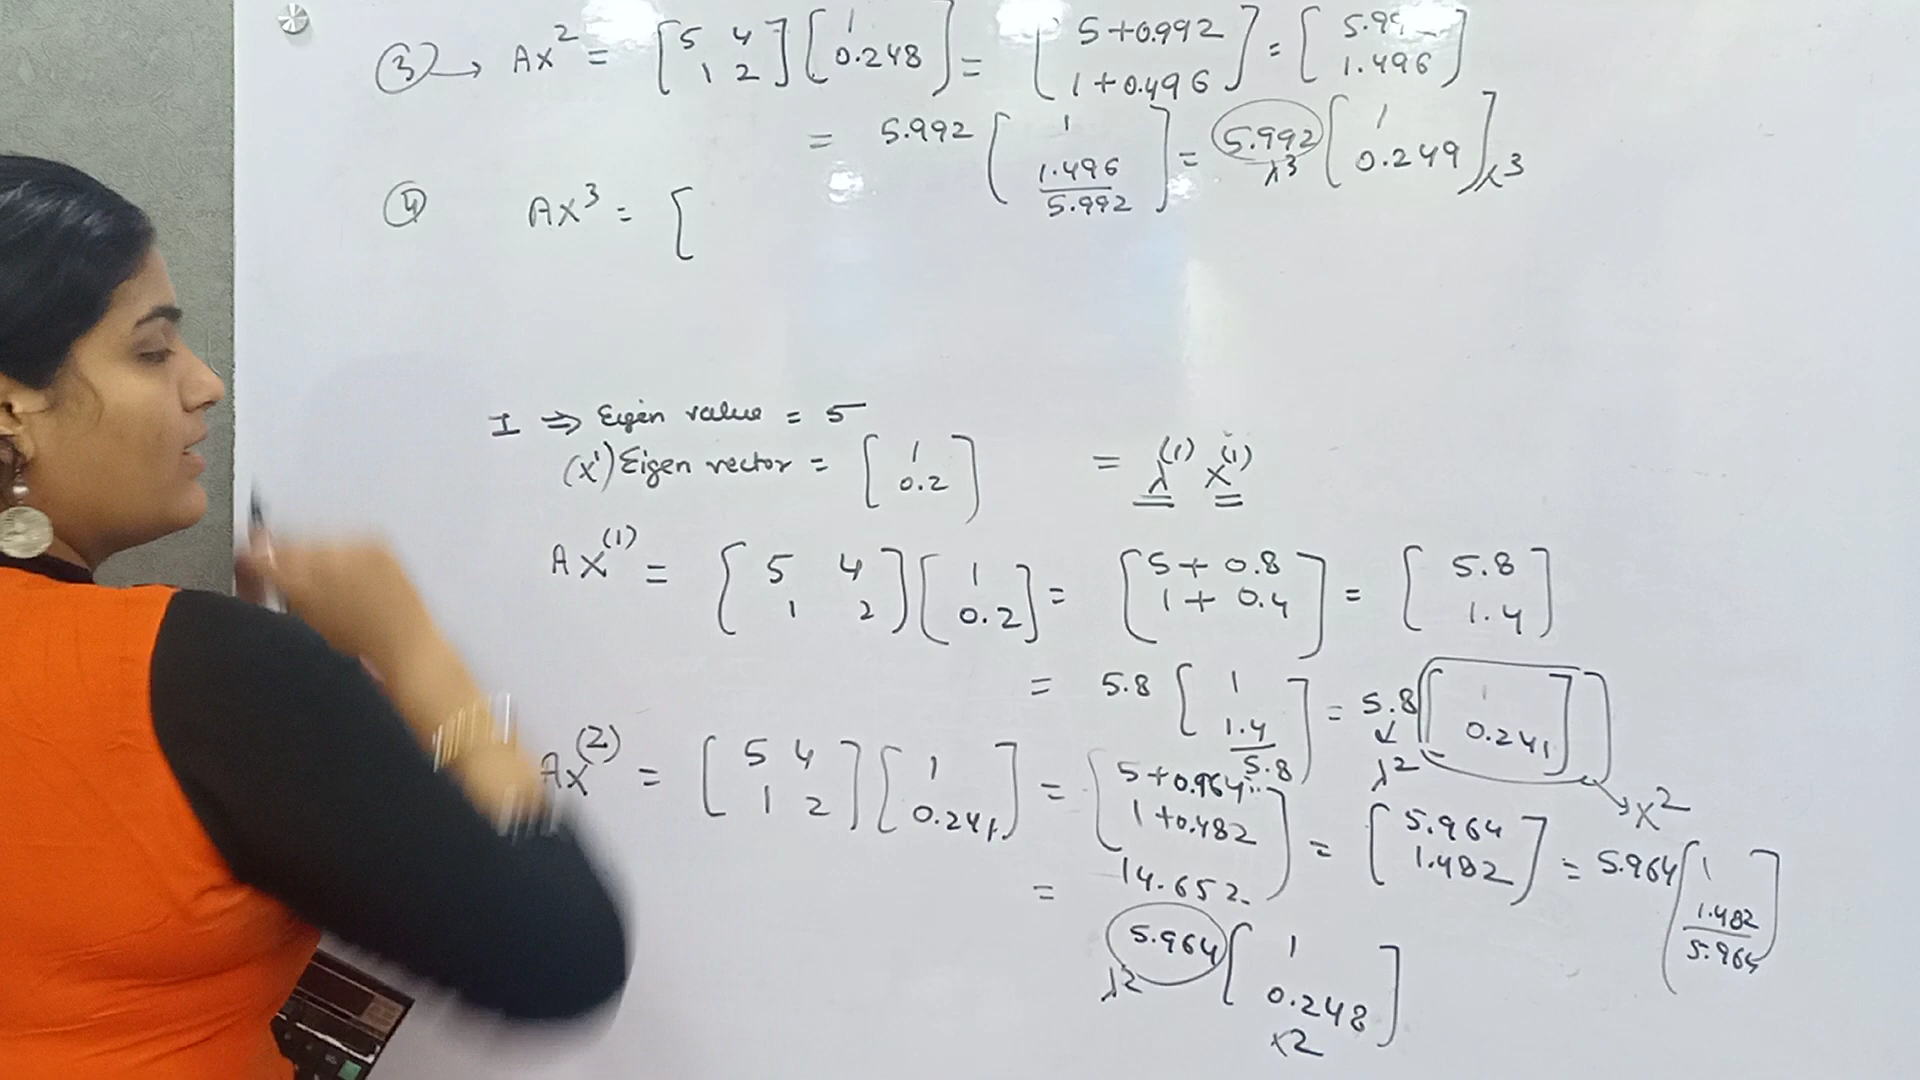 ③ → AX² = [5 4 1 2] [1 0.248] = [5+0.992 1+0.496] = [5.99 1.496]
= 5.992 [1 1.496/5.992] = 5.992 [1 0.249] x3
λ3
④ AX³ = [
I ⇒ Eigen value = 5
(x') Eigen vector = [1 0.2] = λ(1) X(1)
AX(1) = [5 4 1 2] [1 0.2] = [5+0.8 1+0.4] = [5.8 1.4]
= 5.8 [1 1.4/5.8] = 5.8 [1 0.241]
λ2 → X2
AX(2) = [5 4 1 2] [1 0.241] = [5+0.964.. 1+0.482] = [5.964 1.482] = 5.964 [1 1.482/5.964]
= 14.652
5.964 [1 0.248]
λ2 x2